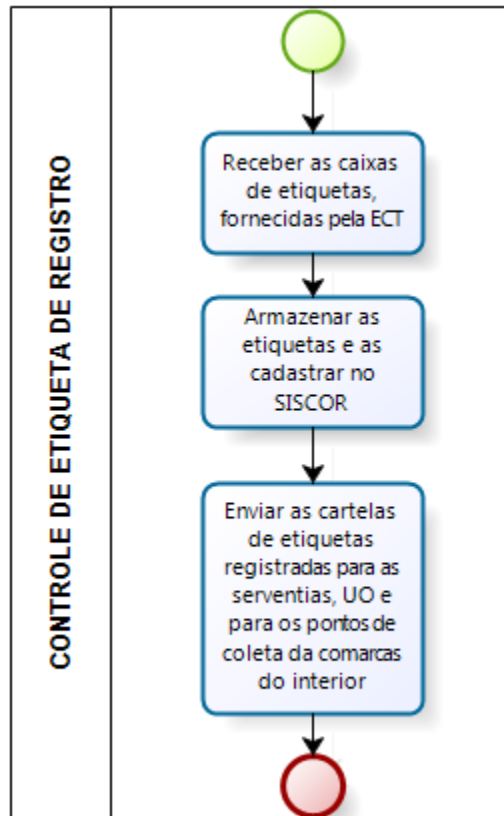 CONTROLE DE ETIQUETA DE REGISTRO
Receber as caixas
de etiquetas,
fornecidas pela ECT
Armazenar as
etiquetas e as
cadastrar no
SISCOR
Enviar as cartelas
de etiquetas
registradas para as
serventias, UO e
para os pontos de
coleta da comarcas
do interior